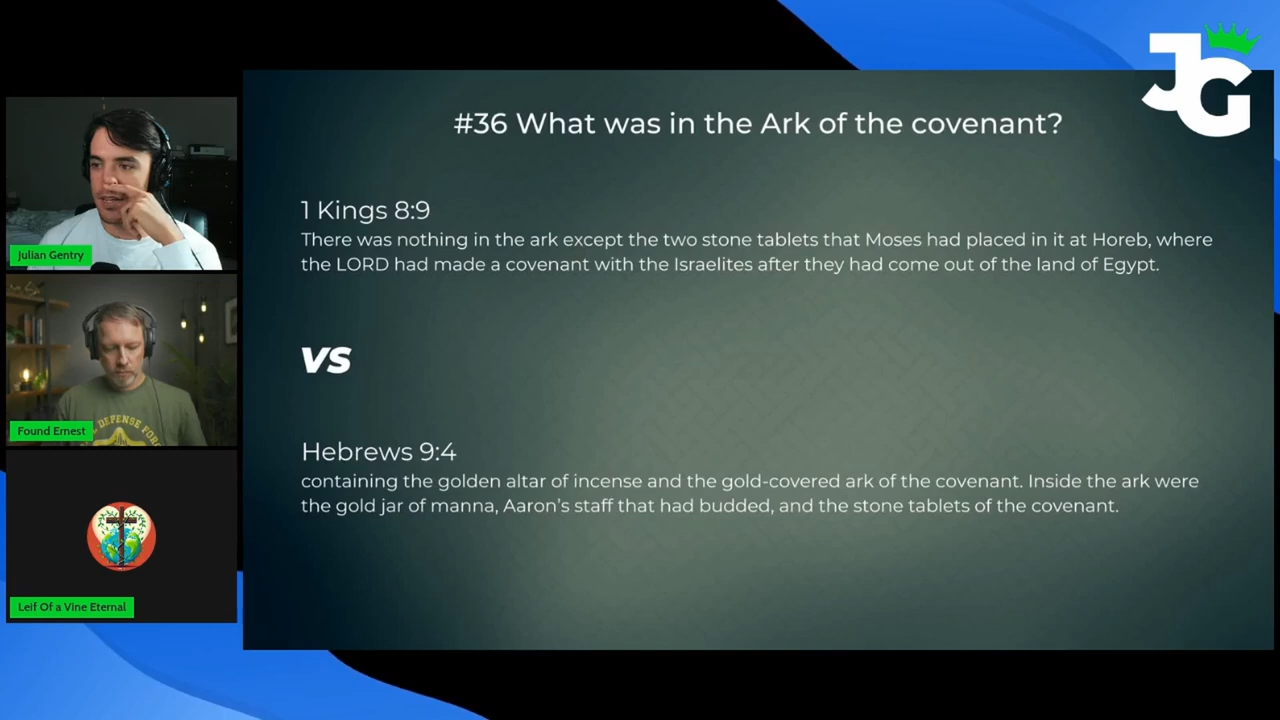 JG
#36 What was in the Ark of the covenant?
1 Kings 8:9
There was nothing in the ark except the two stone tablets that Moses had placed in it at Horeb, where
the LORD had made a covenant with the Israelites after they had come out of the land of Egypt.
VS
Hebrews 9:4
containing the golden altar of incense and the gold-covered ark of the covenant. Inside the ark were
the gold jar of manna, Aaron's staff that had budded, and the stone tablets of the covenant.
Julian Gentry
DEFENSE FORC
Found Ernest
Leif Of a Vine Eternal